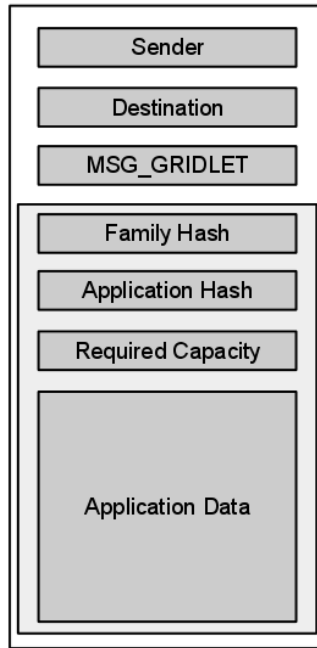 Sender
Destination
MSG_GRIDLET
Family Hash
Application Hash
Required Capacity
Application Data